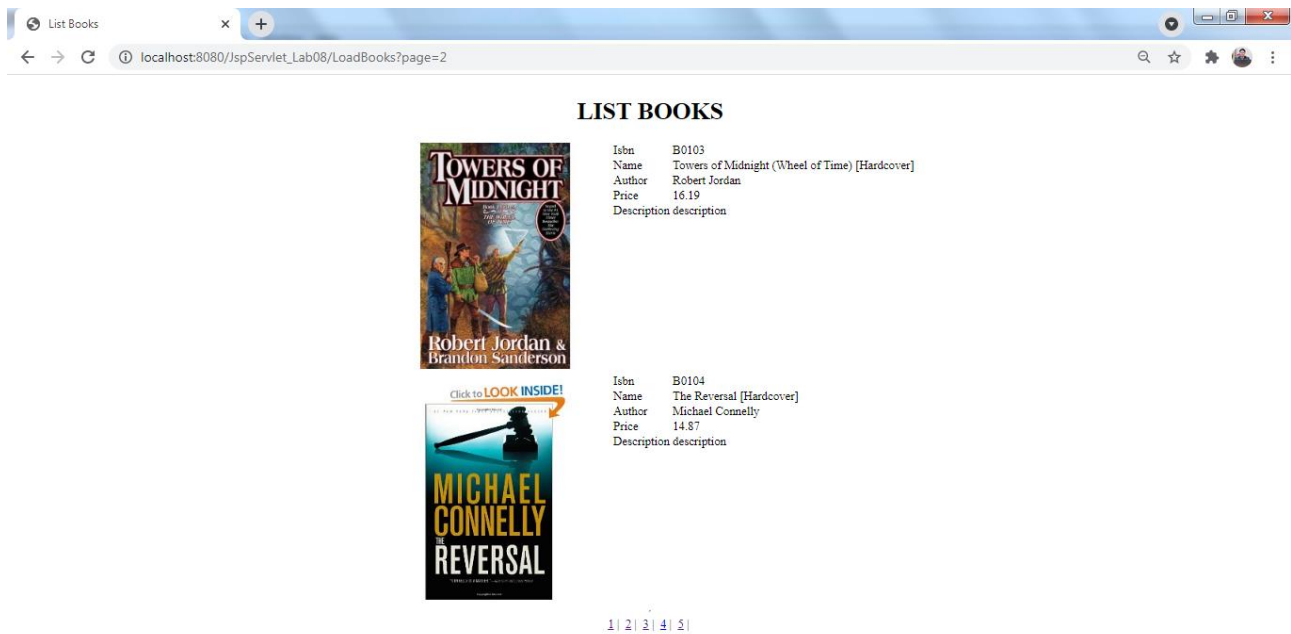 List Books
localhost:8080/JspServlet_Lab08/LoadBooks?page=2
LIST BOOKS
TOWERS OF
MIDNIGHT
Robert Jordan &
Brandon Sanderson
Isbn B0103
Name Towers of Midnight (Wheel of Time) [Hardcover]
Author Robert Jordan
Price 16.19
Description description
Click to LOOK INSIDE!
MICHAEL
CONNELLY
THE
REVERSAL
Isbn B0104
Name The Reversal [Hardcover]
Author Michael Connelly
Price 14.87
Description description
1| 2| 3| 4| 5|